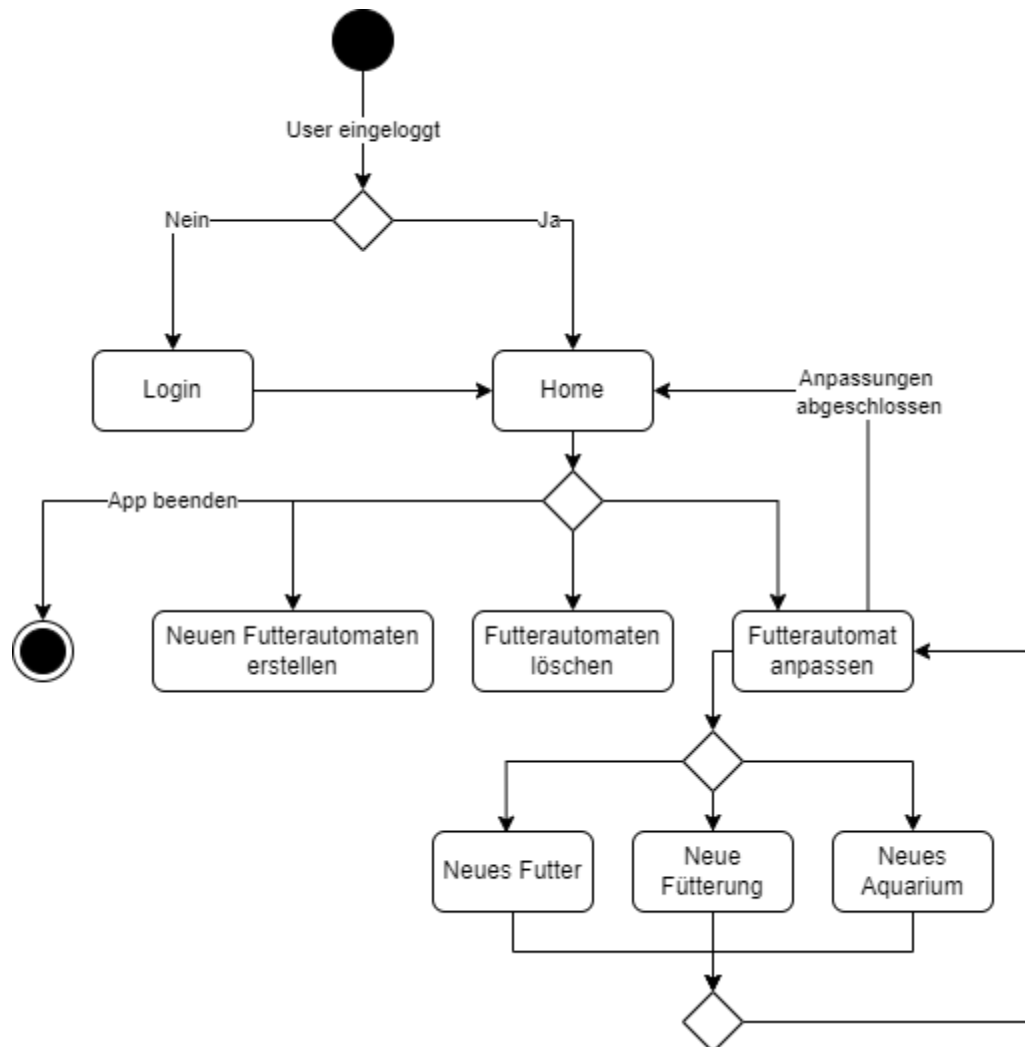 User eingeloggt
Nein
Ja
Login
Home
Anpassungen
abgeschlossen
App beenden
Neuen Futterautomaten
erstellen
Futterautomaten
löschen
Futterautomat
anpassen
Neues Futter
Neue
Fütterung
Neues
Aquarium